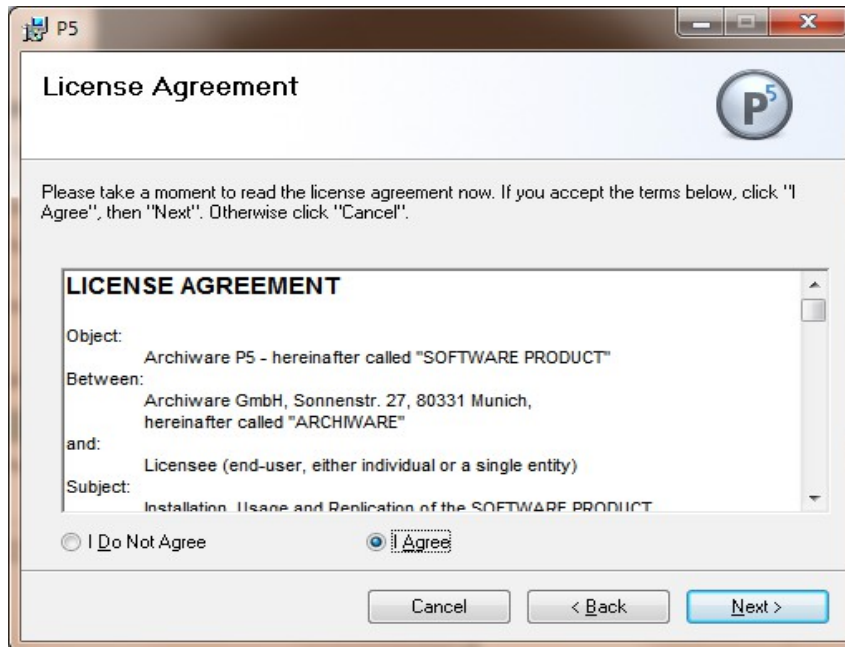 P5
License Agreement
P5
Please take a moment to read the license agreement now. If you accept the terms below, click "I
Agree", then "Next". Otherwise click "Cancel".
LICENSE AGREEMENT
Object:
Archiware P5 - hereinafter called "SOFTWARE PRODUCT"
Between:
Archiware GmbH, Sonnenstr. 27, 80331 Munich,
hereinafter called "ARCHIWARE"
and:
Licensee (end-user, either individual or a single entity)
Subject:
Installation, Usage and Replication of the SOFTWARE PRODUCT
I Do Not Agree
I Agree
Cancel
< Back
Next >